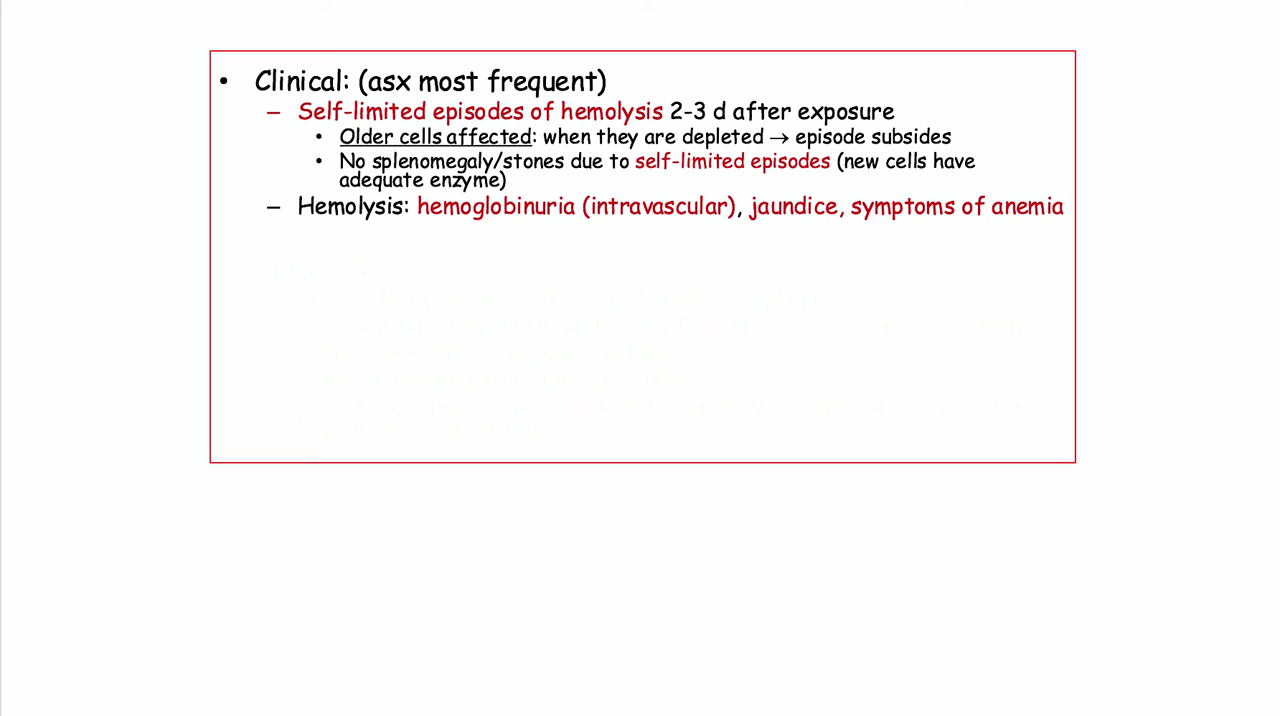 • Clinical: (asx most frequent)
– Self-limited episodes of hemolysis 2-3 d after exposure
• Older cells affected: when they are depleted → episode subsides
• No splenomegaly/stones due to self-limited episodes (new cells have
adequate enzyme)
– Hemolysis: hemoglobinuria (intravascular), jaundice, symptoms of anemia